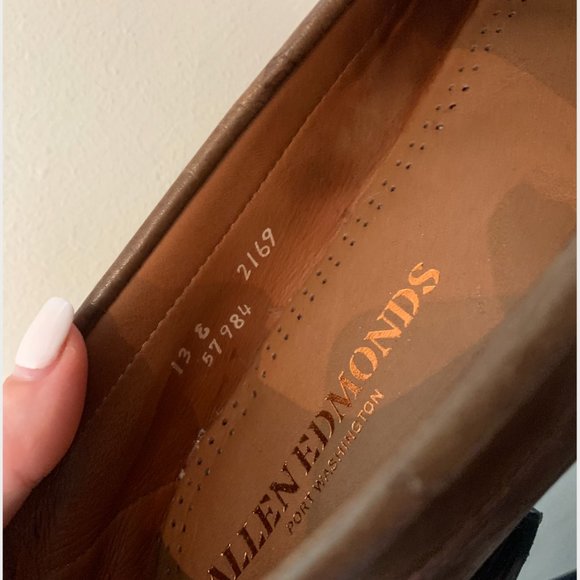 13 E 2169
57984
ALLEN EDMONDS
PORT WASHINGTON